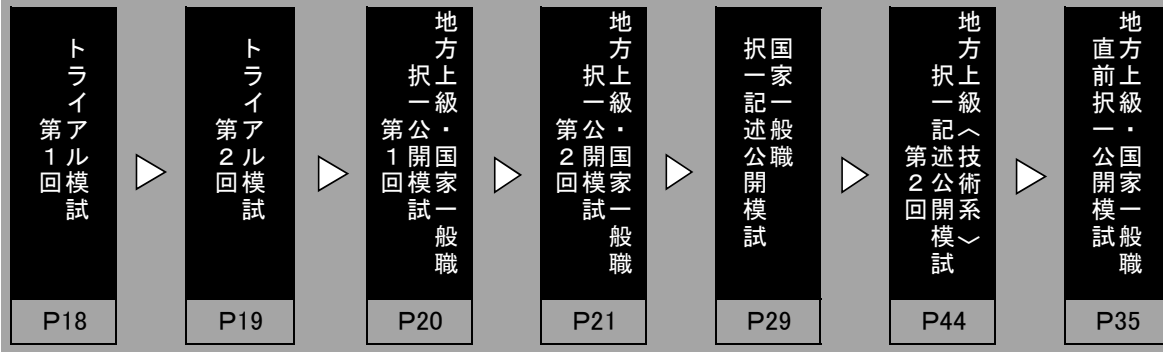 トライアル模試
第1回
P18
トライアル模試
第2回
P19
地方上級・国家一般職
択一公開模試
第1回
P20
地方上級・国家一般職
択一公開模試
第2回
P21
国家一般職
択一記述公開模試
P29
地方上級〈技術系〉
択一記述公開模試
第2回
P44
地方上級・国家一般職
直前択一公開模試
P35